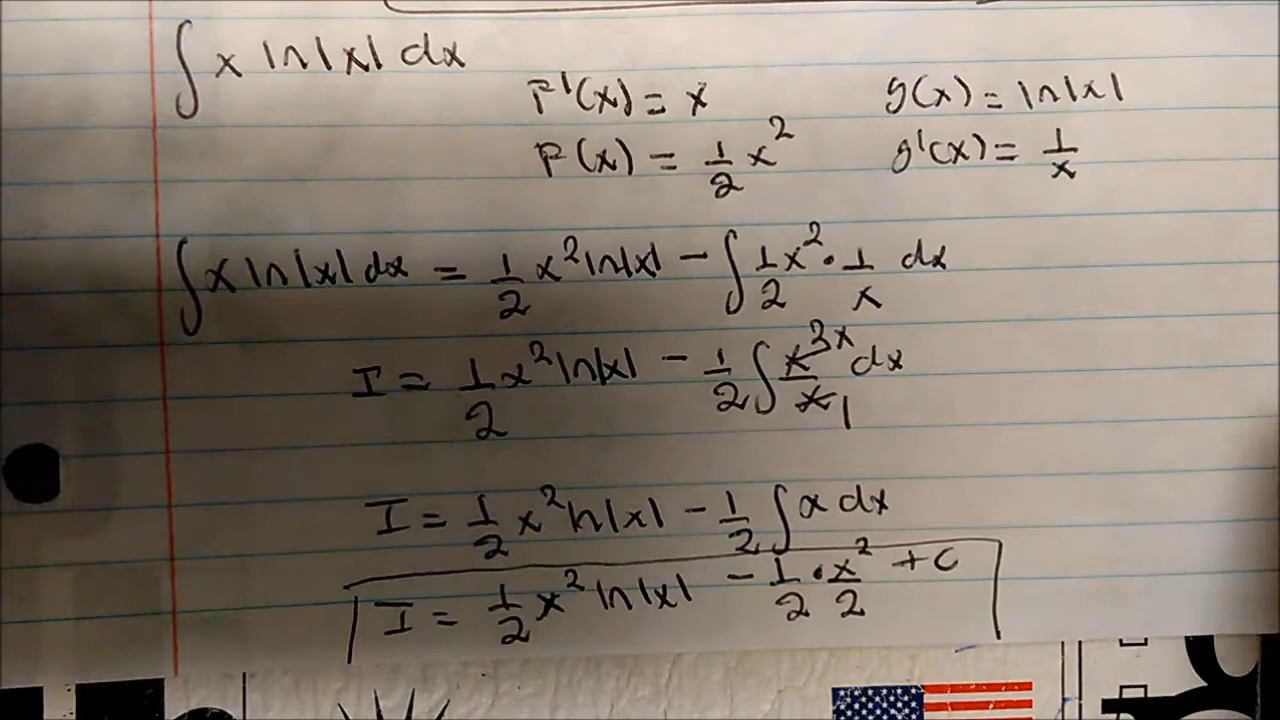 ∫ x ln|x| dx
F'(x) = x g(x) = ln|x|
F(x) = 1/2 x² g'(x) = 1/x
∫ x ln|x| dx = 1/2 x² ln|x| - ∫ 1/2 x² · 1/x dx
I = 1/2 x² ln|x| - 1/2 ∫ x²x/x1 dx
I = 1/2 x² ln|x| - 1/2 ∫ x dx
I = 1/2 x² ln|x| - 1/2 · x²/2 + C